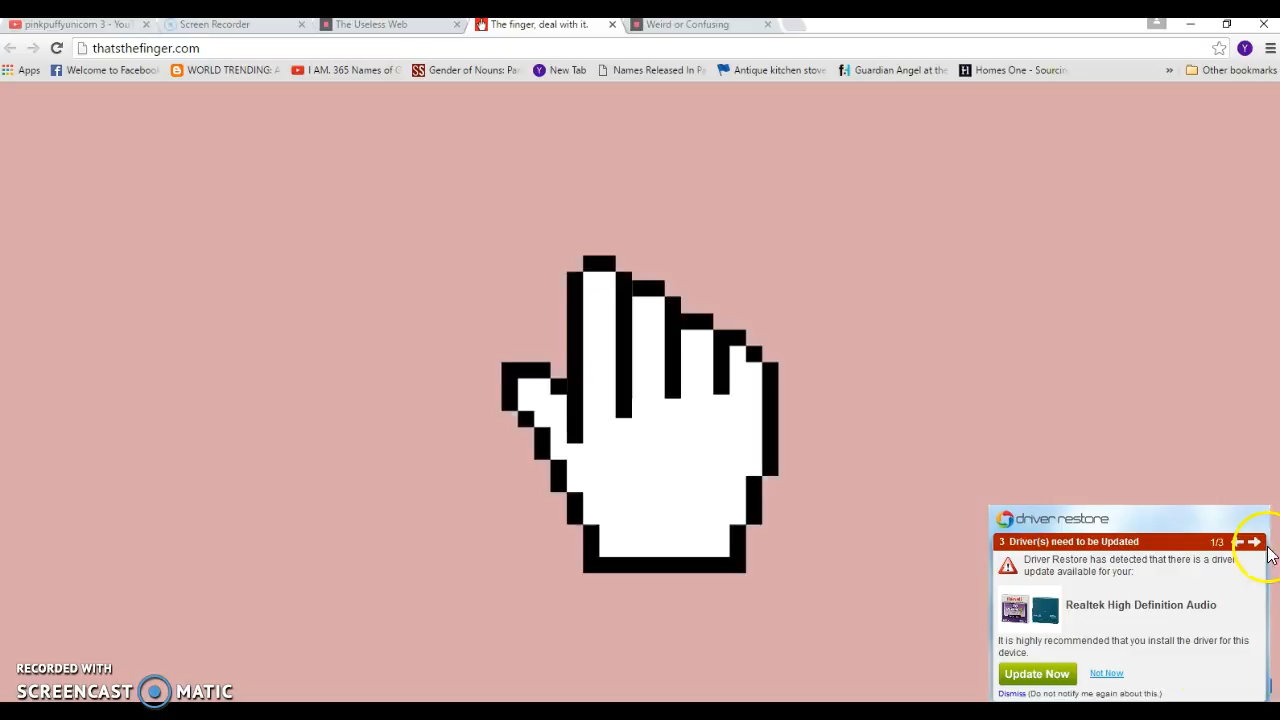 pinkpuffyunicorn 3 - You
Screen Recorder
The Useless Web
The finger, deal with it.
Weird or Confusing
thatsthefinger.com
Apps
Welcome to Facebook
WORLD TRENDING: A
I AM. 365 Names of G
Gender of Nouns: Pa
New Tab
Names Released In Pa
Antique kitchen stove
Guardian Angel at the
Homes One - Sourcin
»
Other bookmarks
driver restore
3 Driver(s) need to be Updated 1/3
Driver Restore has detected that there is a driver
update available for your:
Realtek High Definition Audio
It is highly recommended that you install the driver for this
device.
Update Now Not Now
Dismiss (Do not notify me again about this.)
RECORDED WITH
SCREENCAST MATIC